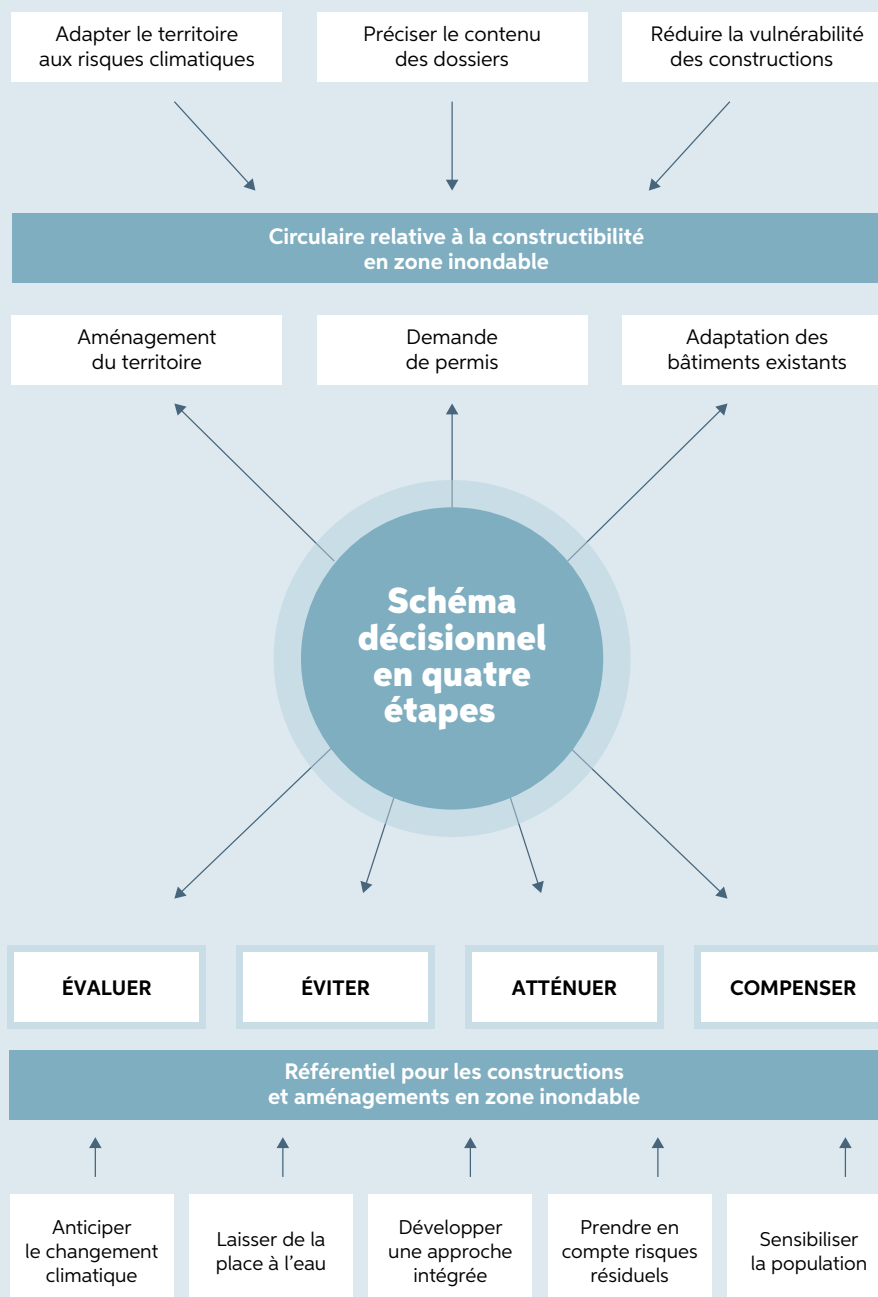 Adapter le territoire
aux risques climatiques
Préciser le contenu
des dossiers
Réduire la vulnérabilité
des constructions
Circulaire relative à la constructibilité
en zone inondable
Aménagement
du territoire
Demande
de permis
Adaptation des
bâtiments existants
Schéma
décisionnel
en quatre
étapes
ÉVALUER
ÉVITER
ATTÉNUER
COMPENSER
Référentiel pour les constructions
et aménagements en zone inondable
Anticiper
le changement
climatique
Laisser de la
place à l'eau
Développer
une approche
intégrée
Prendre en
compte risques
résiduels
Sensibiliser
la population